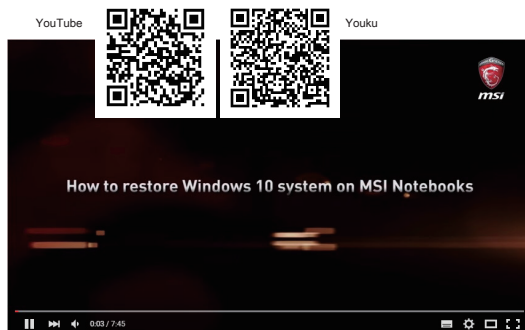 YouTube
Youku
msi
How to restore Windows 10 system on MSI Notebooks
0:03 / 7:45